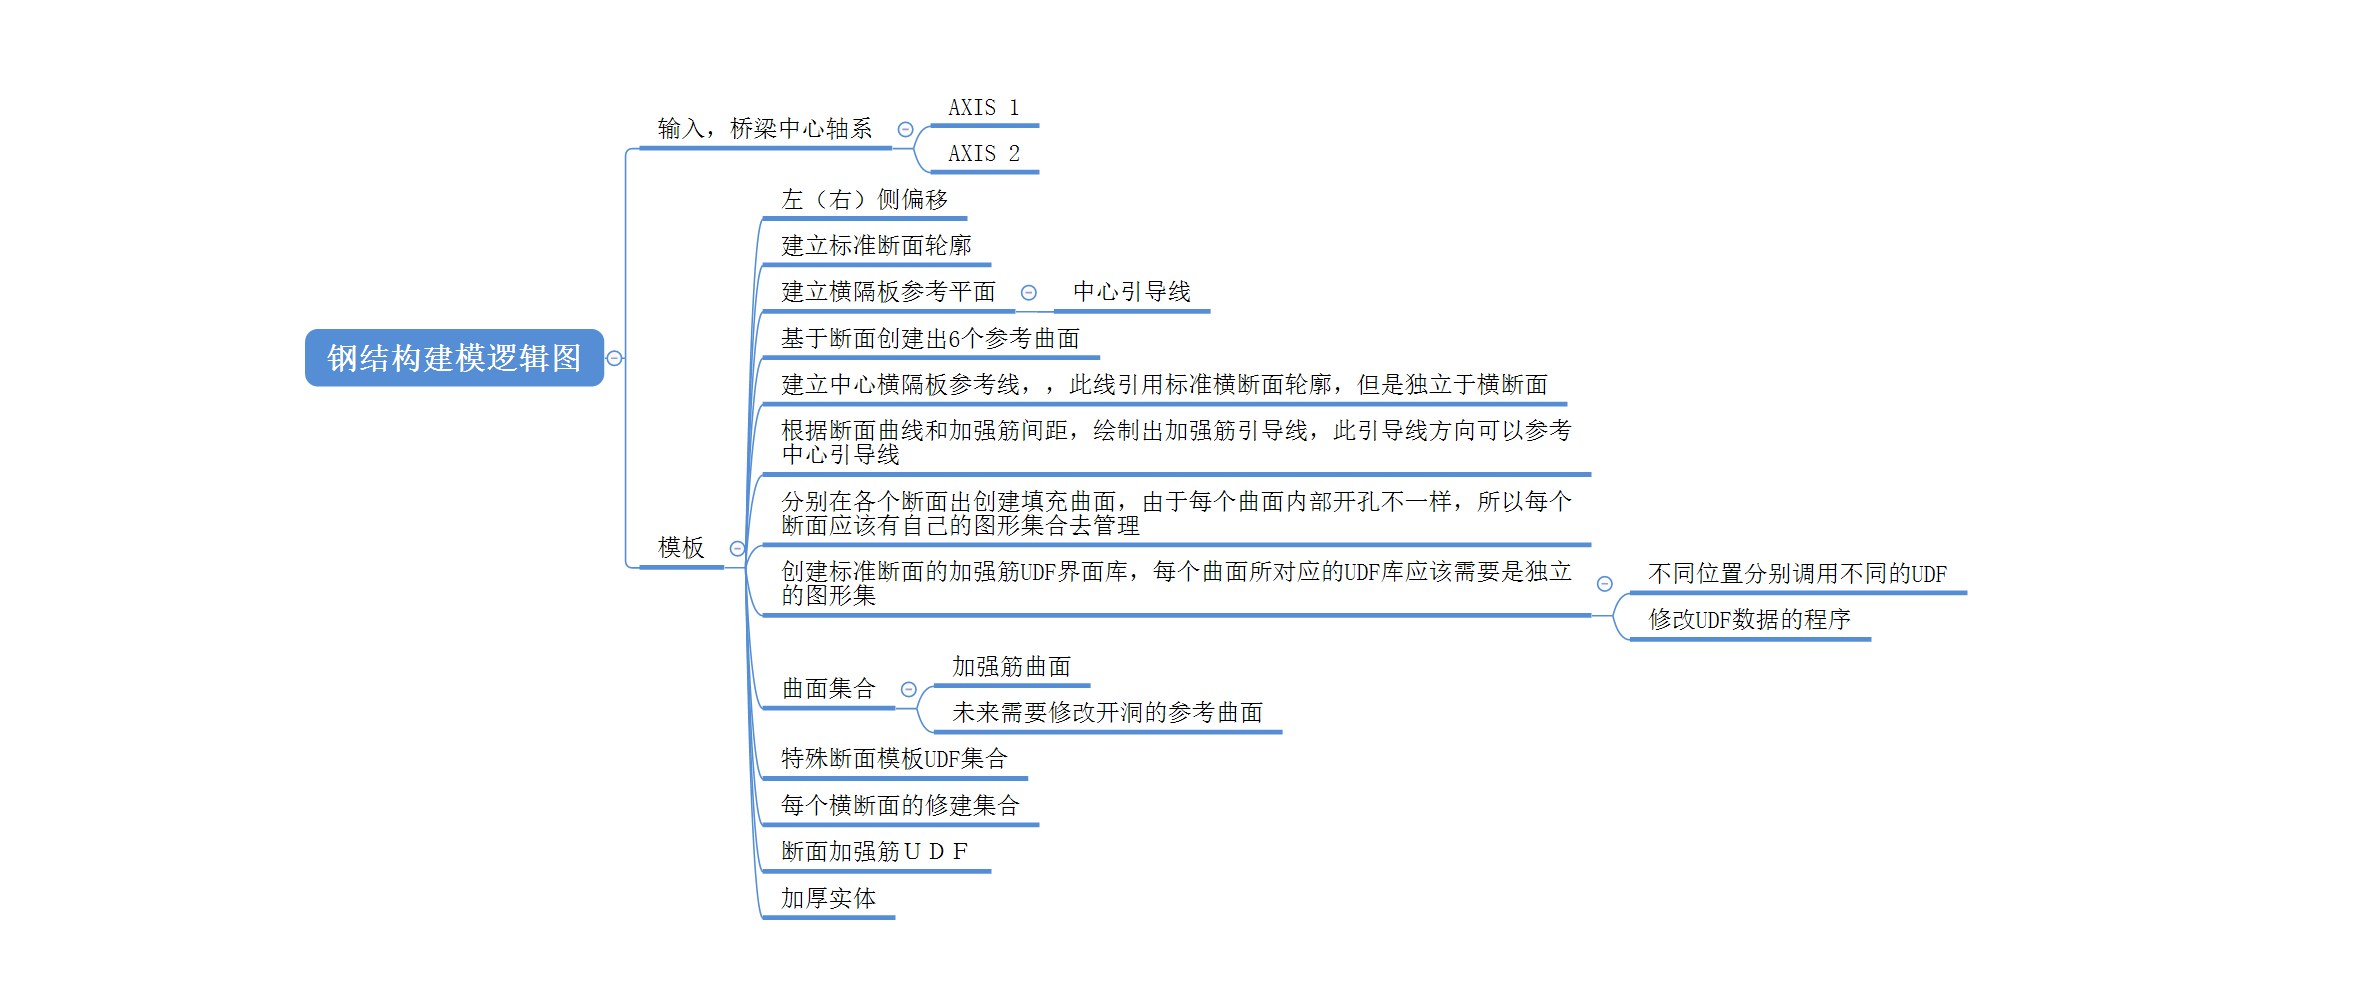 钢结构建模逻辑图
输入，桥梁中心轴系
AXIS 1
AXIS 2
模板
左（右）侧偏移
建立标准断面轮廓
建立横隔板参考平面
中心引导线
基于断面创建出6个参考曲面
建立中心横隔板参考线，，此线引用标准横断面轮廓，但是独立于横断面
根据断面曲线和加强筋间距，绘制出加强筋引导线，此引导线方向可以参考
中心引导线
分别在各个断面出创建填充曲面，由于每个曲面内部开孔不一样，所以每个
断面应该有自己的图形集合去管理
创建标准断面的加强筋UDF界面库，每个曲面所对应的UDF库应该需要是独立
的图形集
不同位置分别调用不同的UDF
修改UDF数据的程序
曲面集合
加强筋曲面
未来需要修改开洞的参考曲面
特殊断面模板UDF集合
每个横断面的修建集合
断面加强筋ＵＤＦ
加厚实体